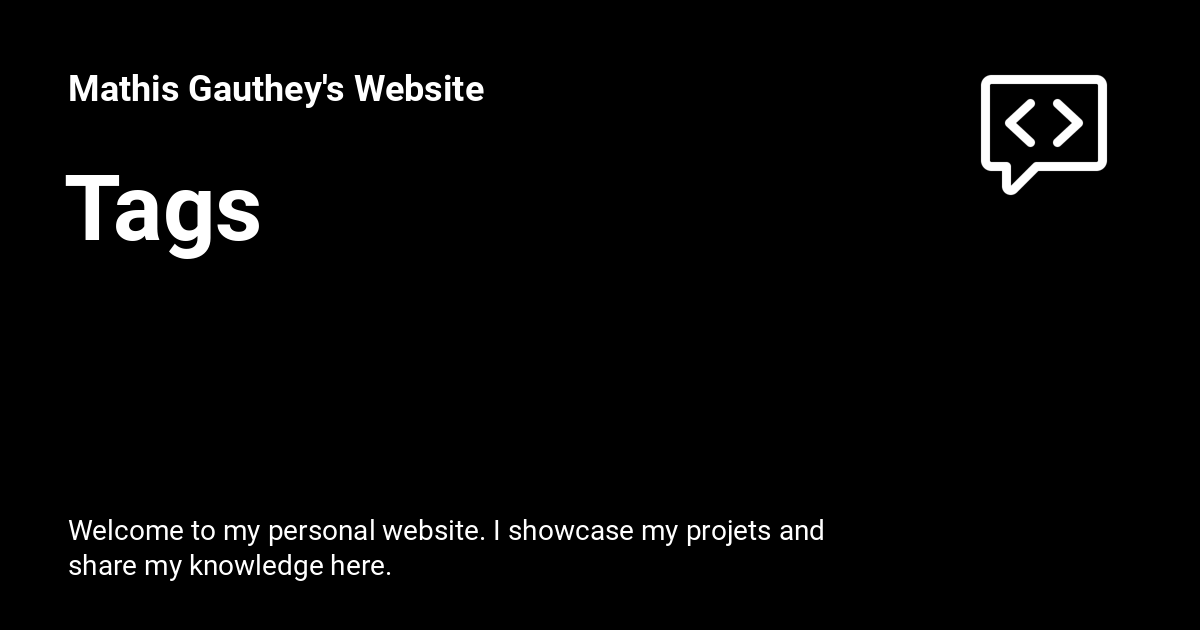 Mathis Gauthey's Website
Tags
Welcome to my personal website. I showcase my projets and
share my knowledge here.